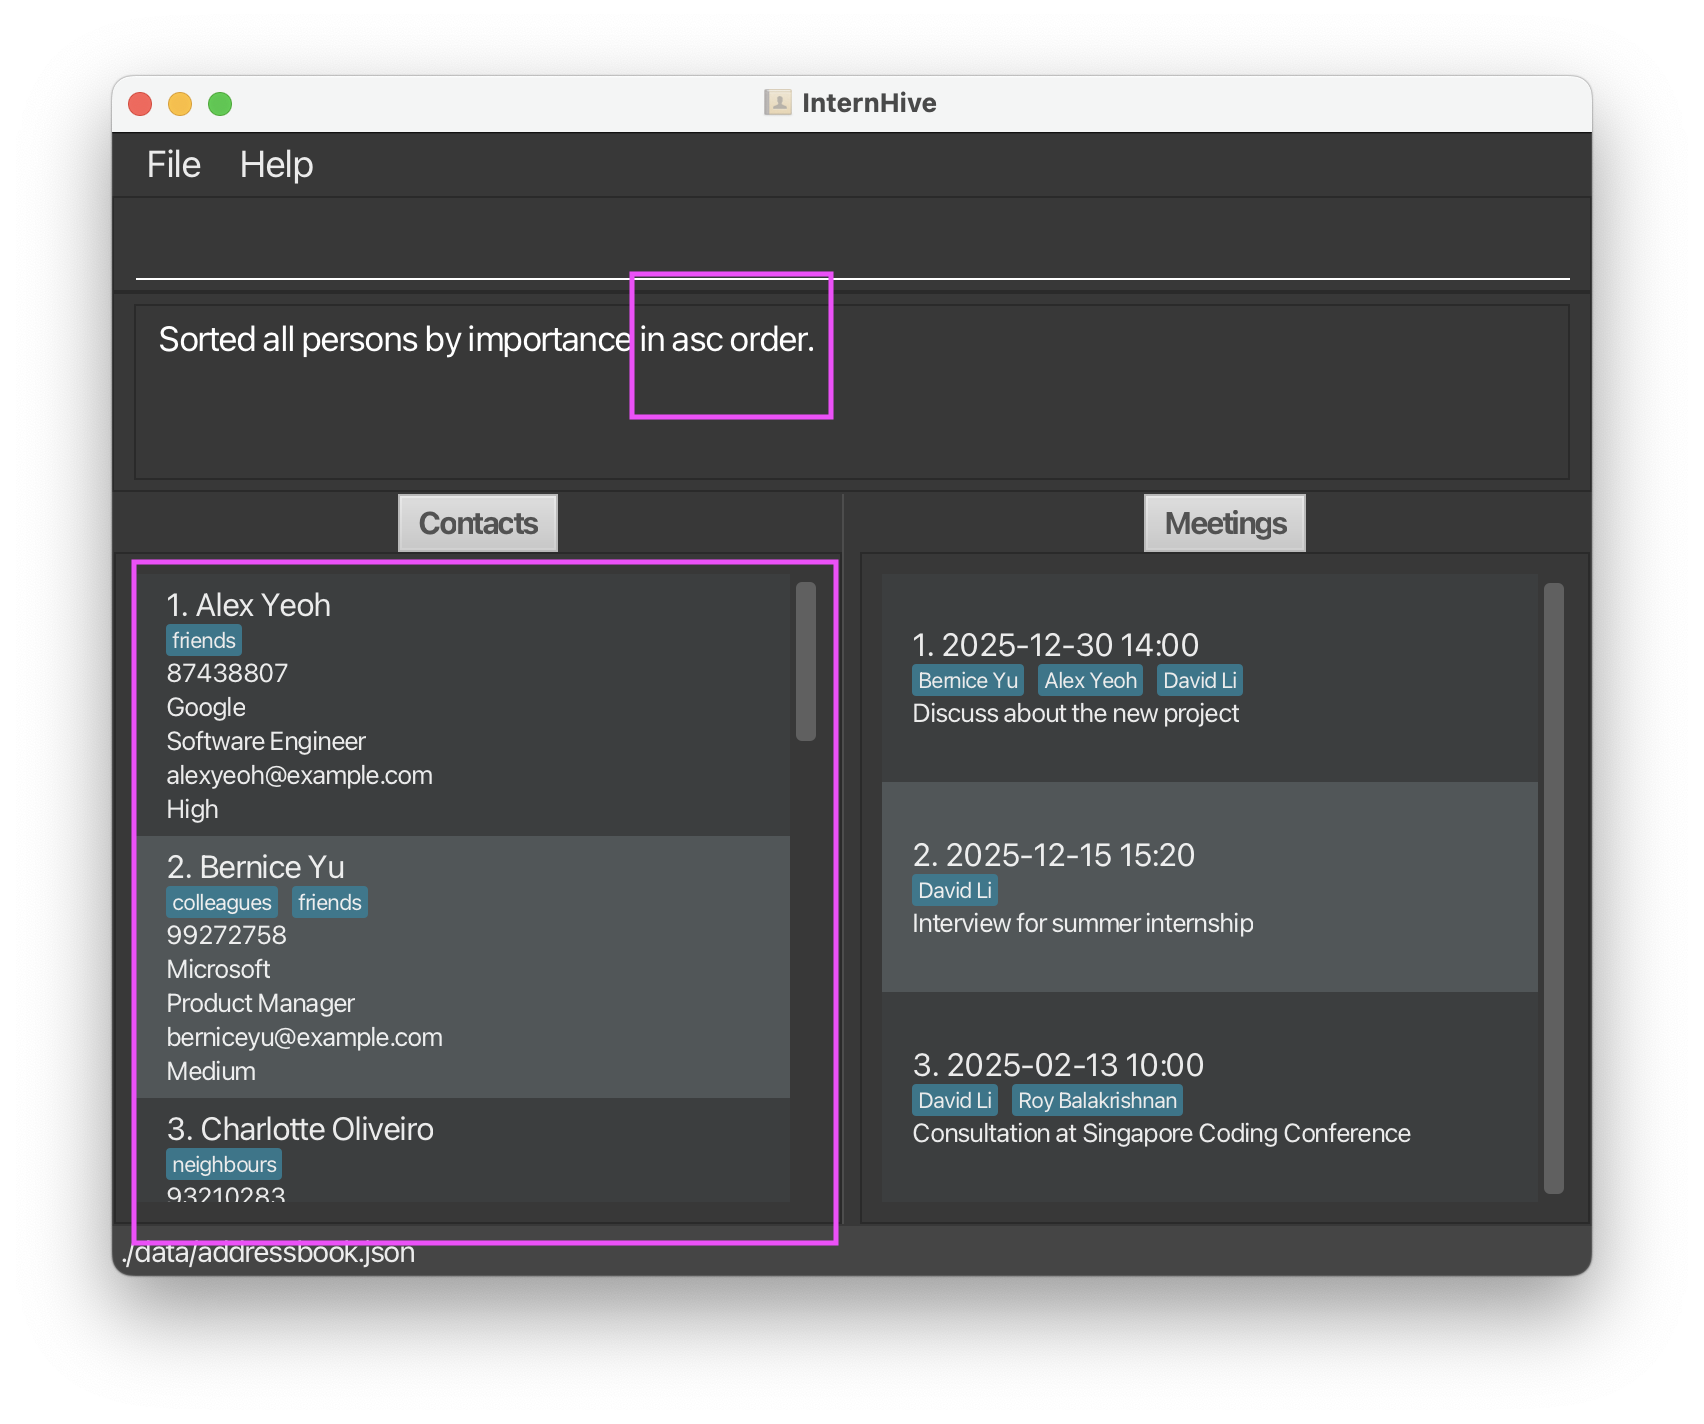 InternHive
File Help
Sorted all persons by importance in asc order.
Contacts
1. Alex Yeoh
friends
87438807
Google
Software Engineer
alexyeoh@example.com
High
2. Bernice Yu
colleagues friends
99272758
Microsoft
Product Manager
berniceyu@example.com
Medium
3. Charlotte Oliveiro
neighbours
93210283
Meetings
1. 2025-12-30 14:00
Bernice Yu Alex Yeoh David Li
Discuss about the new project
2. 2025-12-15 15:20
David Li
Interview for summer internship
3. 2025-02-13 10:00
David Li Roy Balakrishnan
Consultation at Singapore Coding Conference
./data/addressbook.json